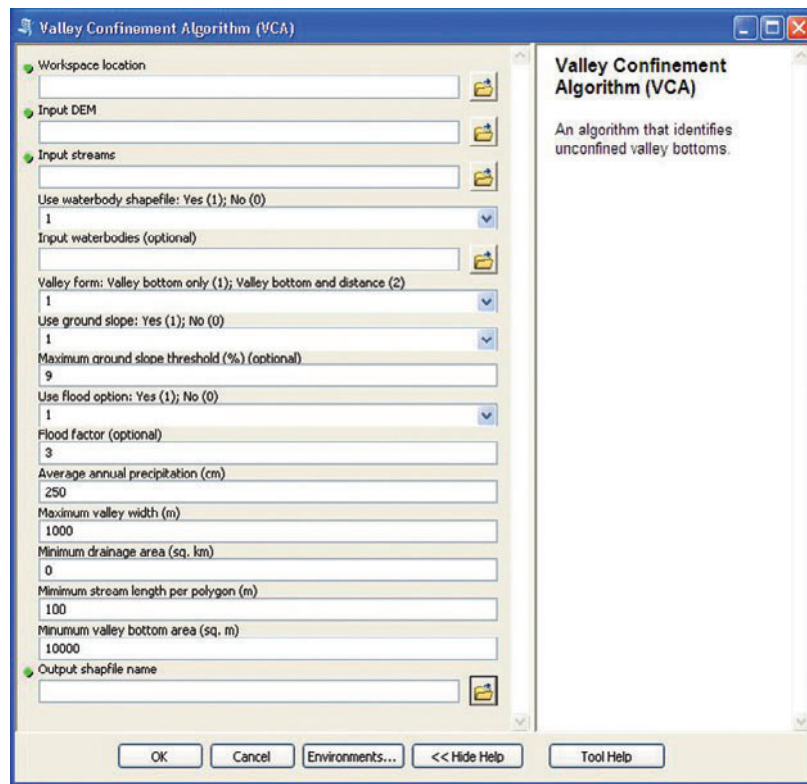 Valley Confinement Algorithm (VCA)
Workspace location
Input DEM
Input streams
Use waterbody shapefile: Yes (1); No (0)
1
Input waterbodies (optional)
Valley form: Valley bottom only (1); Valley bottom and distance (2)
1
Use ground slope: Yes (1); No (0)
1
Maximum ground slope threshold (%) (optional)
9
Use flood option: Yes (1); No (0)
1
Flood factor (optional)
3
Average annual precipitation (cm)
250
Maximum valley width (m)
1000
Minimum drainage area (sq. km)
0
Mimimum stream length per polygon (m)
100
Minumum valley bottom area (sq. m)
10000
Output shapfile name
OK
Cancel
Environments...
<< Hide Help
Valley Confinement
Algorithm (VCA)
An algorithm that identifies
unconfined valley bottoms.
Tool Help